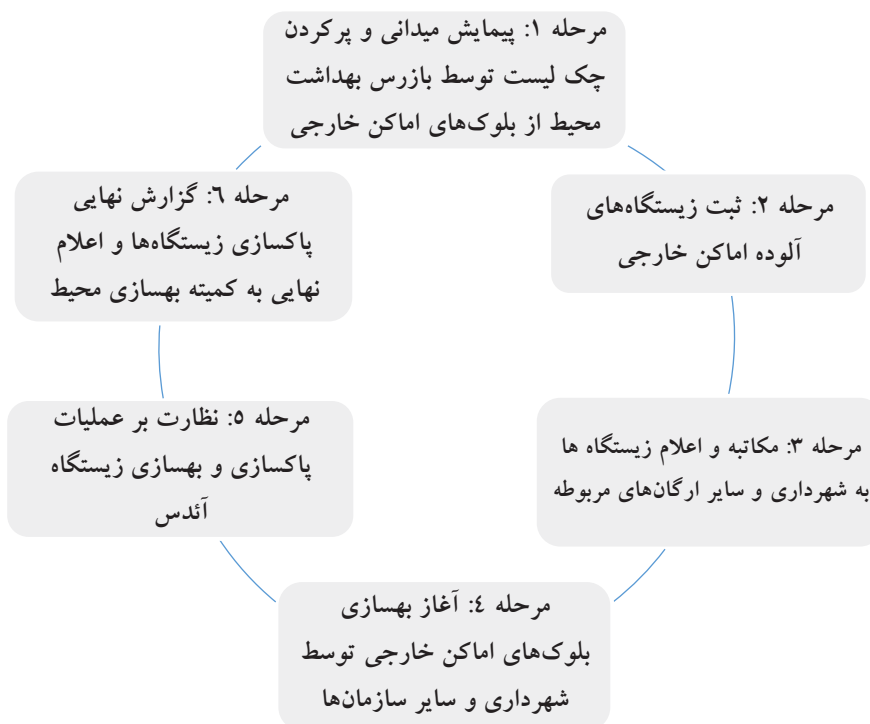 مرحله ۱: پیمایش میدانی و پرکردن
چک لیست توسط بازرس بهداشت
محیط از بلوک‌های اماکن خارجی
مرحله ۲: ثبت زیستگاه‌های
آلوده اماکن خارجی
مرحله ۳: مکاتبه و اعلام زیستگاه ها
به شهرداری و سایر ارگان‌های مربوطه
مرحله ٤: آغاز بهسازی
بلوک‌های اماکن خارجی توسط
شهرداری و سایر سازمان‌ها
مرحله ٥: نظارت بر عملیات
پاکسازی و بهسازی زیستگاه
آئدس
مرحله ٦: گزارش نهایی
پاکسازی زیستگاه‌ها و اعلام
نهایی به کمیته بهسازی محیط